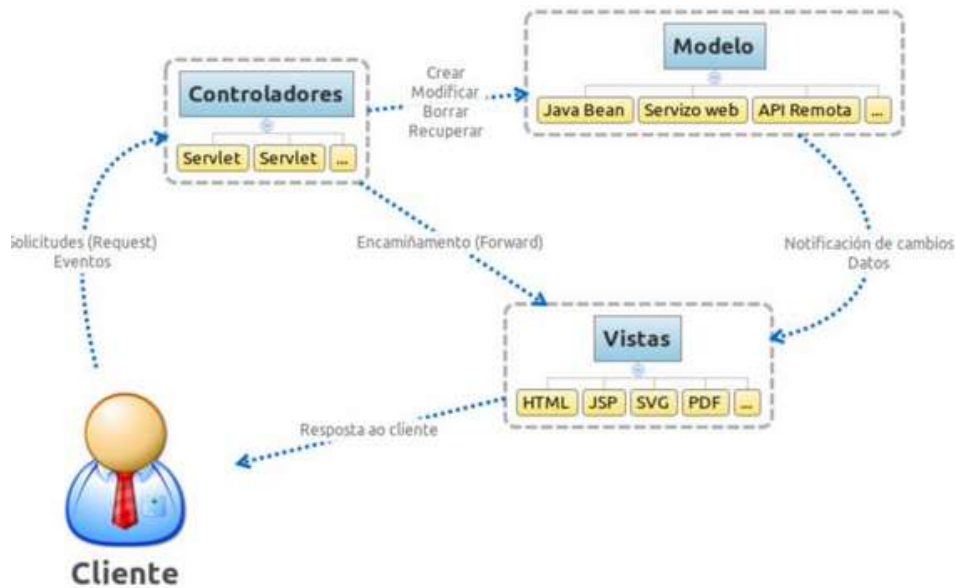 Modelo
Java Bean Servizo web API Remota ...
Controladores
Servlet Servlet ...
Crear
Modificar
Borrar
Recuperar
Solicitudes (Request)
Eventos
Encamiñamento (Forward)
Notificación de cambios
Datos
Vistas
HTML JSP SVG PDF ...
Resposta ao cliente
Cliente